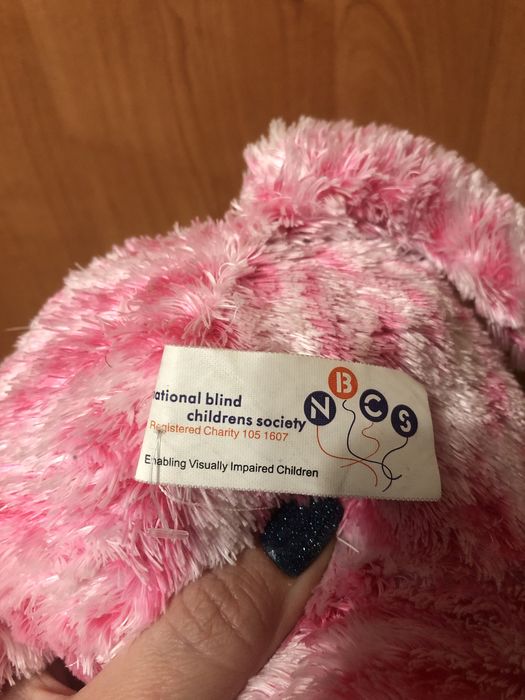 ational blind
childrens society
Registered Charity 105 1607
Enabling Visually Impaired Children
N B C S